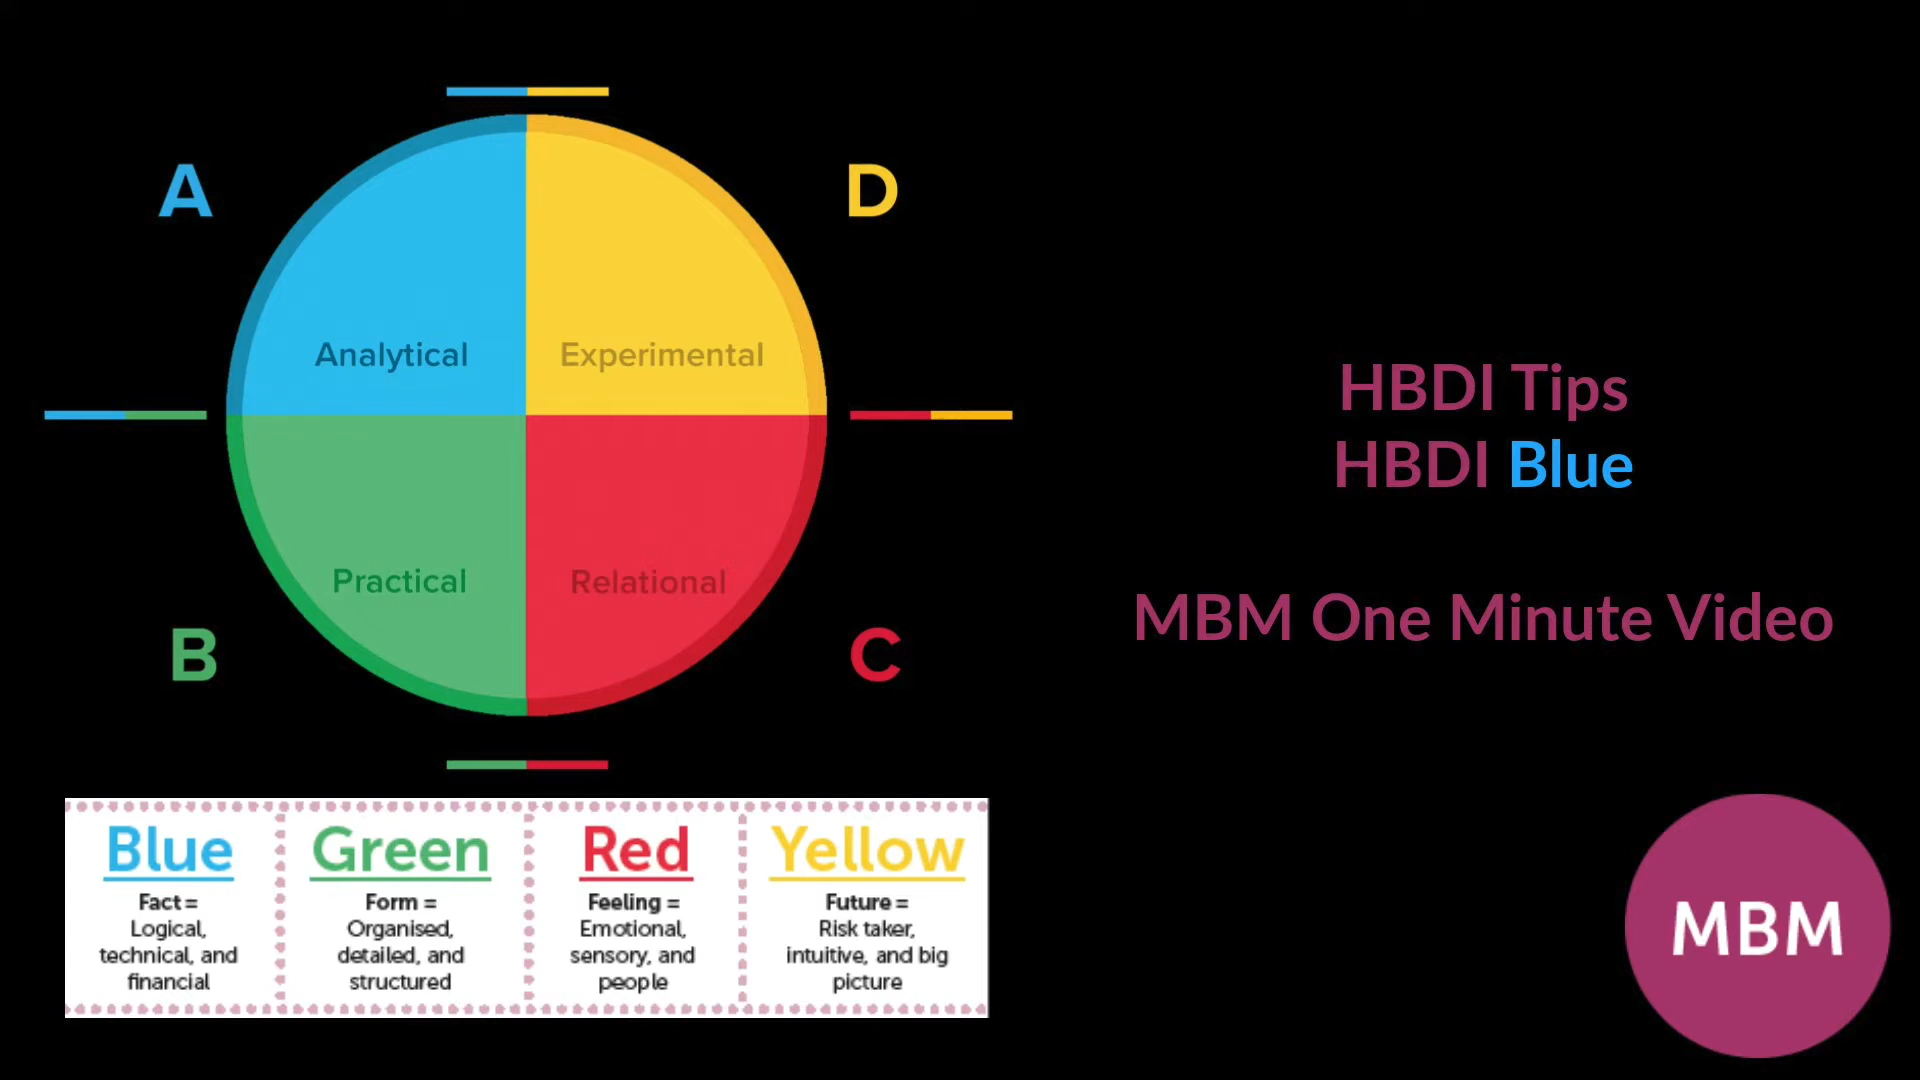 A
D
Analytical
Experimental
Practical
Relational
B
C
HBDI Tips
HBDI Blue
MBM One Minute Video
Blue
Fact =
Logical,
technical, and
financial
Green
Form =
Organised,
detailed, and
structured
Red
Feeling =
Emotional,
sensory, and
people
Yellow
Future =
Risk taker,
intuitive, and big
picture
MBM